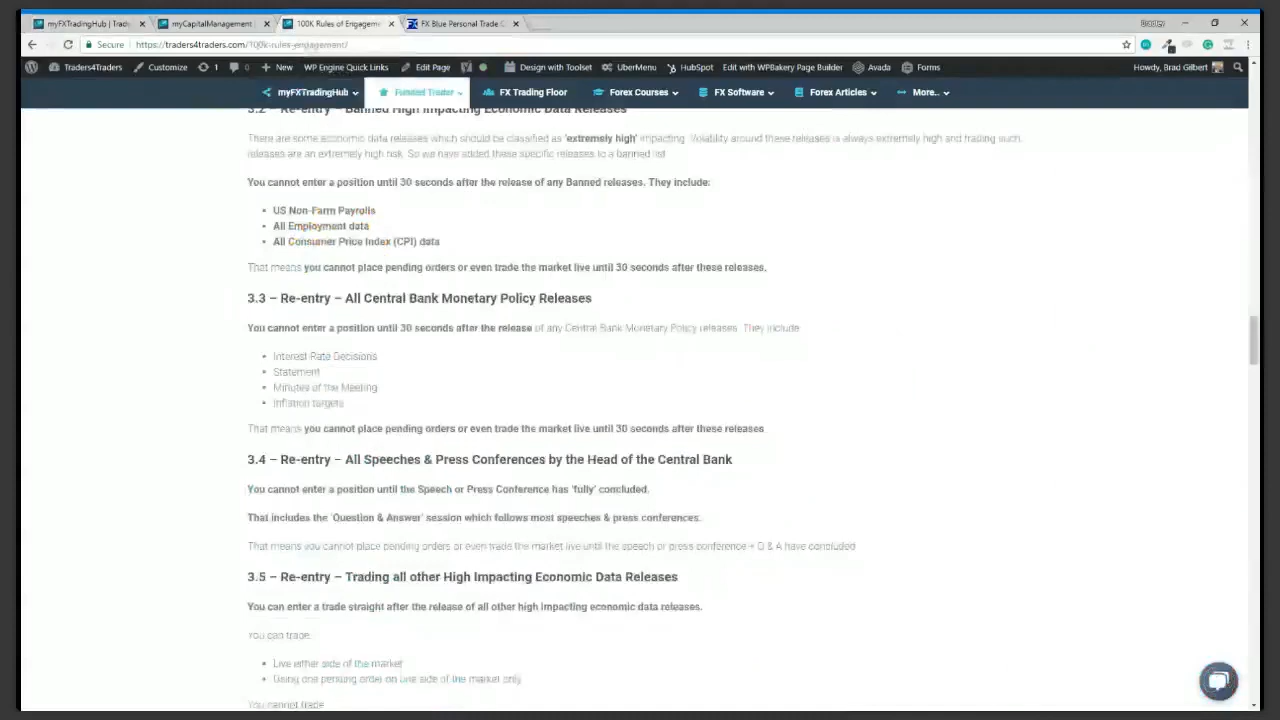 myFXTradingHub | Trade
myCapitalManagement |
100K Rules of Engagem
FX Blue Personal Trade C
Bradley
Secure
https://traders4traders.com/100k-rules-engagement/
Traders4Traders
Customize
1
0
New
WP Engine Quick Links
Edit Page
Design with Toolset
UberMenu
HubSpot
Edit with WPBakery Page Builder
Avada
Forms
Howdy, Brad Gilbert
myFXTradingHub
Funded Trader
FX Trading Floor
Forex Courses
FX Software
Forex Articles
More..
3.2 – Re-entry – Banned High Impacting Economic Data Releases
There are some economic data releases which should be classified as 'extremely high' impacting. Volatility around these releases is always extremely high and trading such
releases are an extremely high risk. So we have added these specific releases to a banned list
You cannot enter a position until 30 seconds after the release of any Banned releases. They include:
• US Non-Farm Payrolls
• All Employment data
• All Consumer Price Index (CPI) data
That means you cannot place pending orders or even trade the market live until 30 seconds after these releases.
3.3 – Re-entry – All Central Bank Monetary Policy Releases
You cannot enter a position until 30 seconds after the release of any Central Bank Monetary Policy releases. They include
• Interest Rate Decisions
• Statement
• Minutes of the Meeting
• Inflation targets
That means you cannot place pending orders or even trade the market live until 30 seconds after these releases
3.4 – Re-entry – All Speeches & Press Conferences by the Head of the Central Bank
You cannot enter a position until the Speech or Press Conference has 'fully' concluded.
That includes the 'Question & Answer' session which follows most speeches & press conferences.
That means you cannot place pending orders or even trade the market live until the speech or press conference + Q & A have concluded
3.5 – Re-entry – Trading all other High Impacting Economic Data Releases
You can enter a trade straight after the release of all other high impacting economic data releases.
You can trade:
• Live either side of the market
• Using one pending order on one side of the market only
You cannot trade